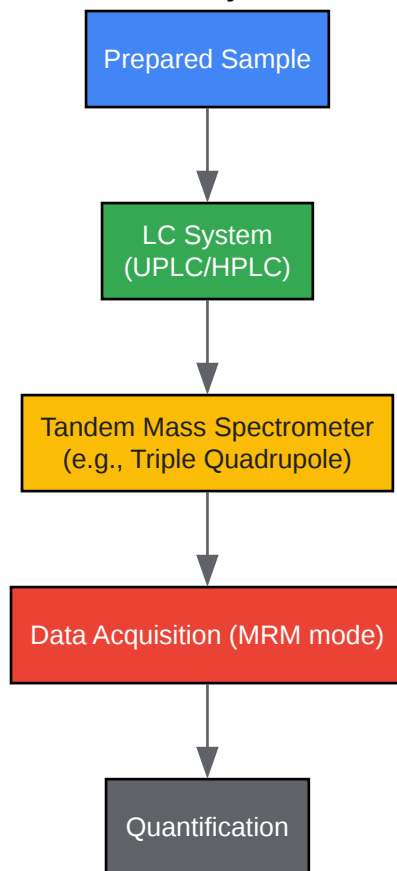 Prepared Sample
LC System
(UPLC/HPLC)
Tandem Mass Spectrometer
(e.g., Triple Quadrupole)
Data Acquisition (MRM mode)
Quantification